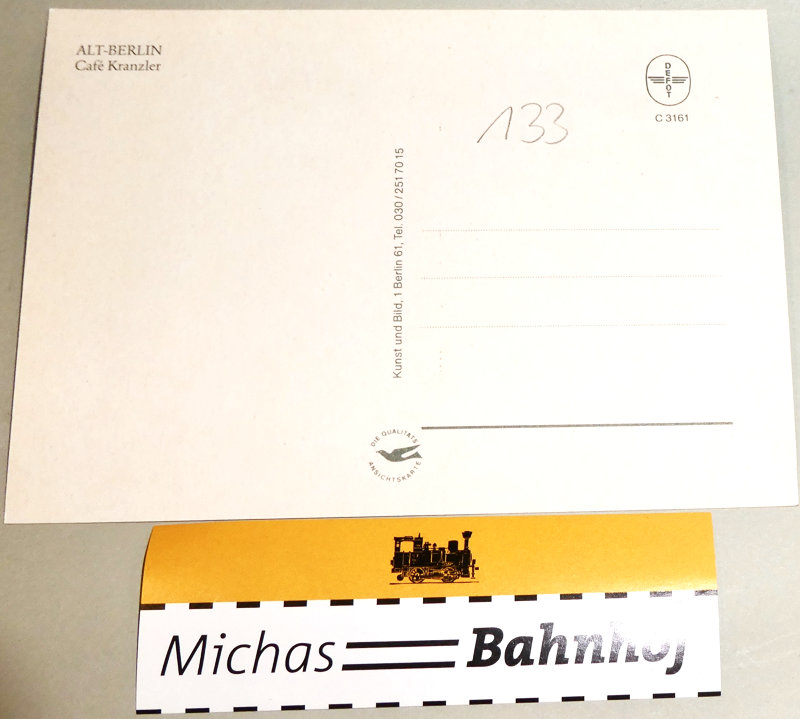 ALT-BERLIN
Café Kranzler
DEFOT
C 3161
133
Kunst und Bild, 1 Berlin 61, Tel. 030/251 70 15
DIE QUALITÄTS
ANSICHTSKARTE
Michas Bahnhof